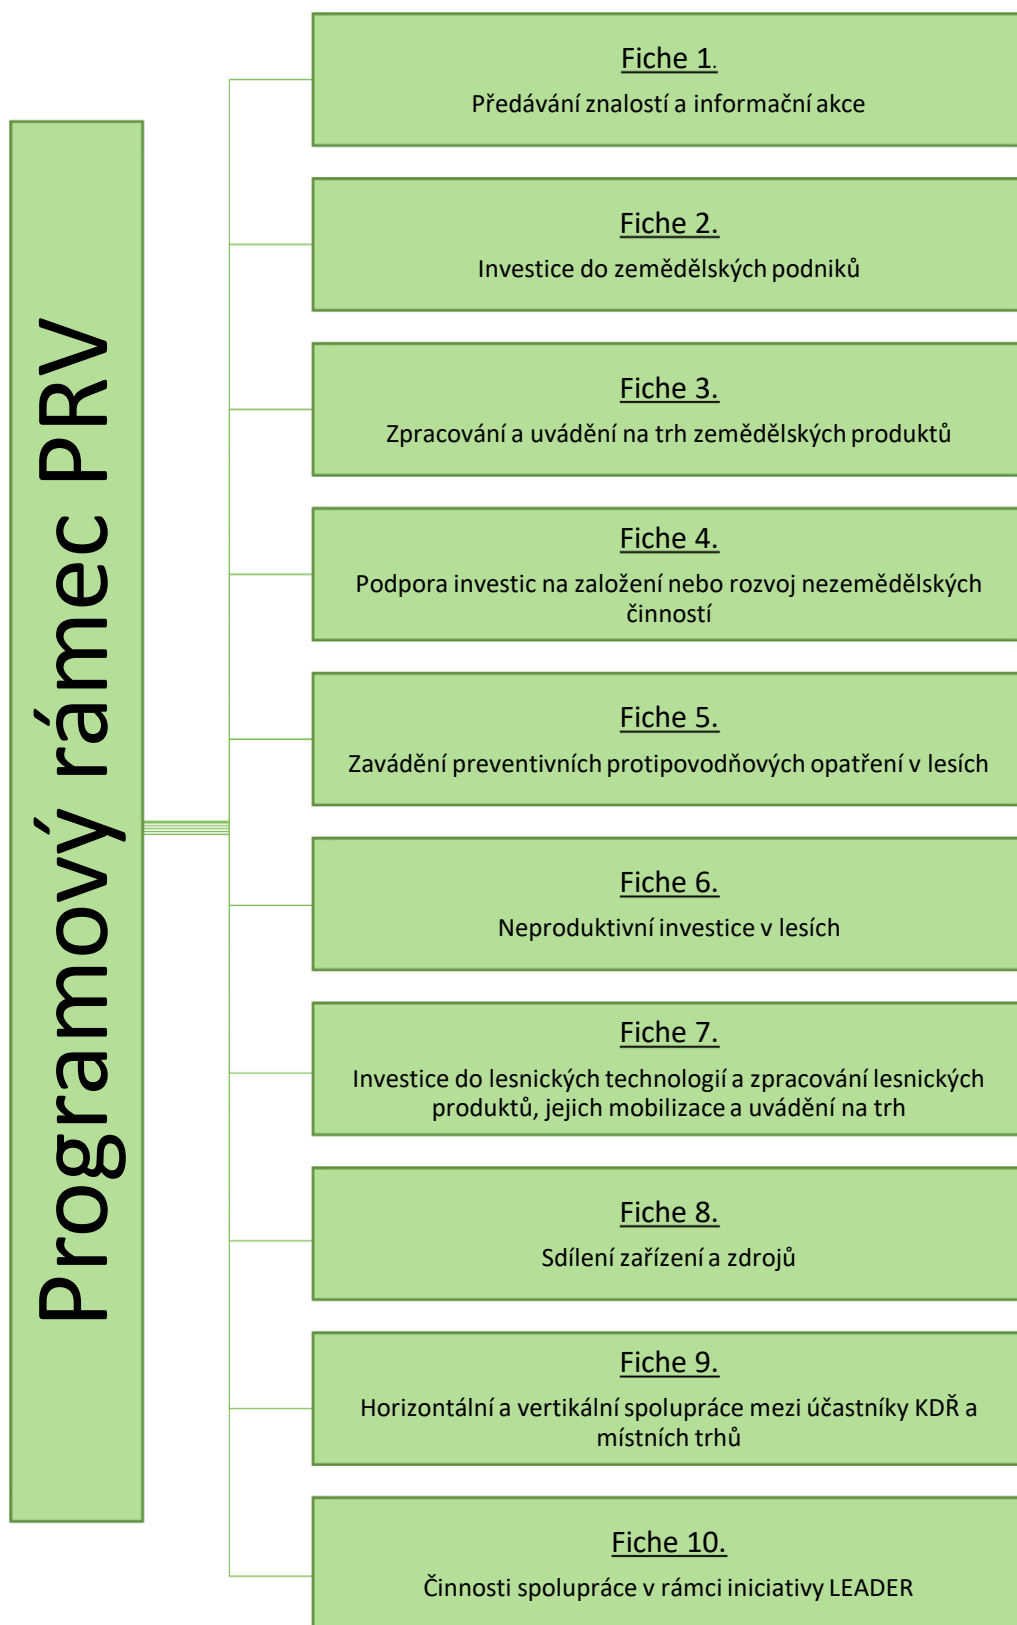 Programový rámec PRV
Fiche 1.
Předávání znalostí a informační akce
Fiche 2.
Investice do zemědělských podniků
Fiche 3.
Zpracování a uvádění na trh zemědělských produktů
Fiche 4.
Podpora investic na založení nebo rozvoj nezemědělských
činností
Fiche 5.
Zavádění preventivních protipovodňových opatření v lesích
Fiche 6.
Neproduktivní investice v lesích
Fiche 7.
Investice do lesnických technologií a zpracování lesnických
produktů, jejich mobilizace a uvádění na trh
Fiche 8.
Sdílení zařízení a zdrojů
Fiche 9.
Horizontální a vertikální spolupráce mezi účastníky KDŘ a
místních trhů
Fiche 10.
Činnosti spolupráce v rámci iniciativy LEADER